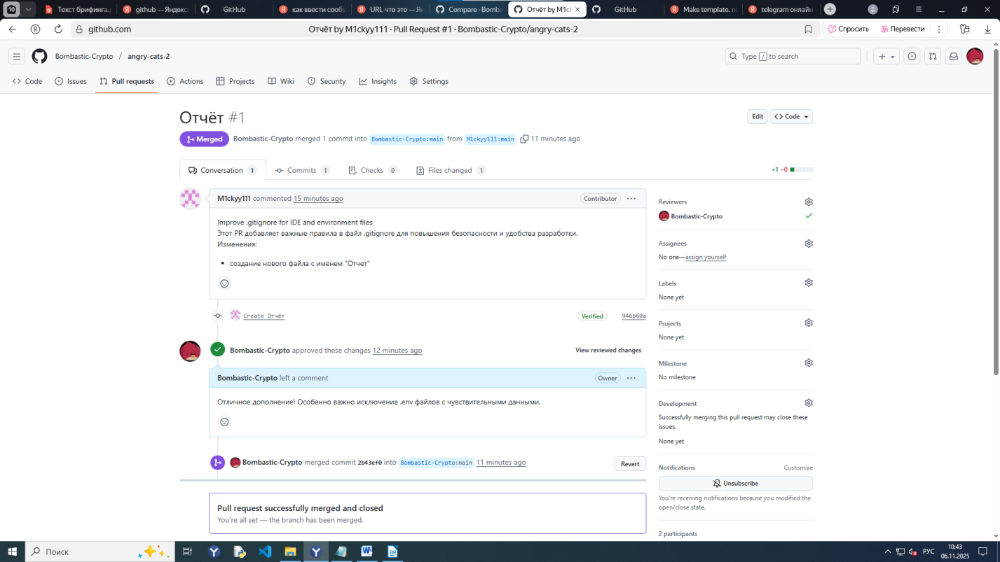 10
Текст брифинга.
github — Яндекс
GitHub
как ввести сообщ
URL что это — Ян
Compare · Bomba
Отчёт by M1ck
GitHub
Make template. п
telegram онлайн
github.com
Отчёт by M1ckyy111 · Pull Request #1 · Bombastic-Crypto/angry-cats-2
Спросить
Перевести
Bombastic-Crypto / angry-cats-2
Type / to search
Code
Issues
Pull requests
Actions
Projects
Wiki
Security
Insights
Settings
Отчёт #1
Edit
Code
Merged
Bombastic-Crypto merged 1 commit into Bombastic-Crypto:main from M1ckyy111:main 11 minutes ago
Conversation 1
Commits 1
Checks 0
Files changed 1
+1 −0
M1ckyy111 commented 15 minutes ago
Contributor
Improve .gitignore for IDE and environment files
Этот PR добавляет важные правила в файл .gitignore для повышения безопасности и удобства разработки.
Изменения:
• создание нового файла с именем "Отчет"
Create Отчёт
Verified
946b60a
Bombastic-Crypto approved these changes 12 minutes ago
View reviewed changes
Bombastic-Crypto left a comment
Owner
Отличное дополнение! Особенно важно исключение .env файлов с чувствительными данными.
Bombastic-Crypto merged commit 2b43ef0 into Bombastic-Crypto:main 11 minutes ago
Revert
Pull request successfully merged and closed
You're all set — the branch has been merged.
Reviewers
Bombastic-Crypto
Assignees
No one—assign yourself
Labels
None yet
Projects
None yet
Milestone
No milestone
Development
Successfully merging this pull request may close these
issues.
None yet
Notifications
Customize
Unsubscribe
You're receiving notifications because you modified the
open/close state.
2 participants
Поиск
РУС
10:43
06.11.2025